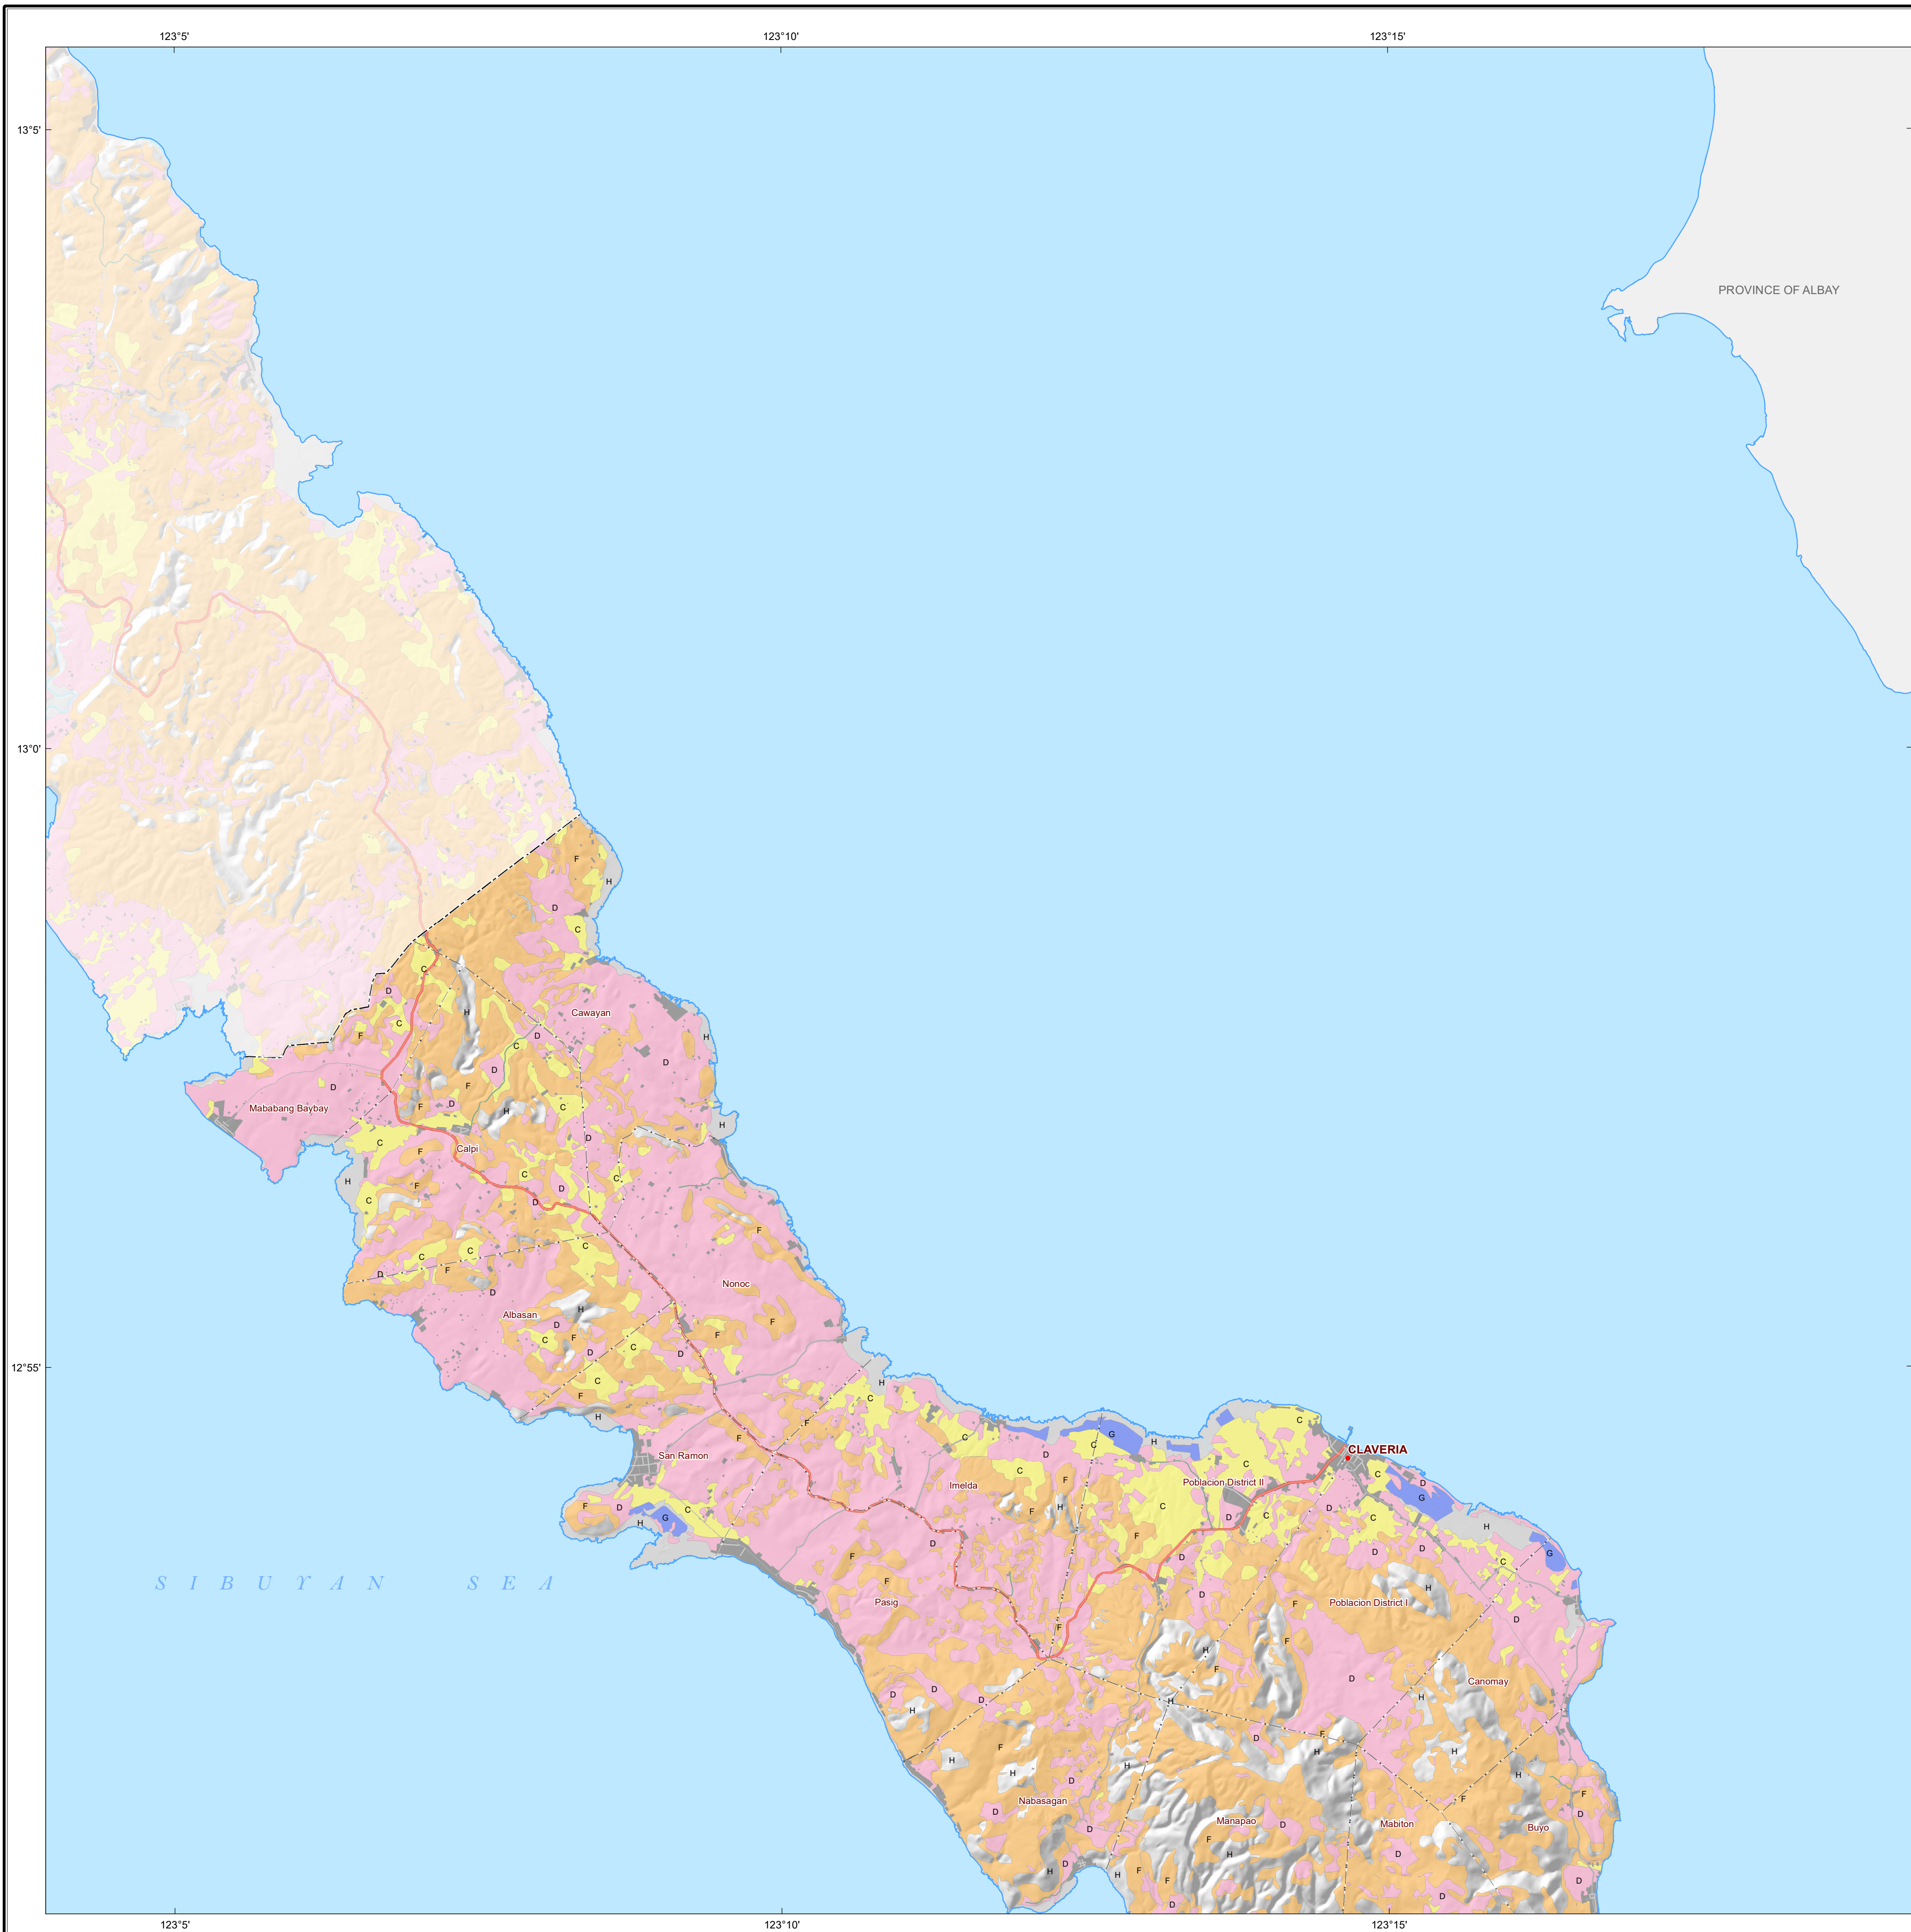 123°5' 123°10' 123°15'
13°5'
PROVINCE OF ALBAY
13°0'
F
H
D
C
C
D
H
Cawayan
C
F
D
H
C
D
D
D
F
D
Mababang Baybay
F
D
H
C
H
C
F
D
Calpi
H
C
C
D
F
C
D
F
C
C
C
D
F
D
Nonoc
Albasan
H
F
D
C
F
F
C
D
D
C
F
H
C
H
F
F
C
G
C
H
D
C
CLAVERIA
San Ramon
C
C
F
Poblacion District II
D
Imelda
G
F
D
C
H
C
F
H
D
G
H
D
C
C
H
F
D
D
D
G
F
D
C
F
D
SIBUYAN SEA
H
Pasig
D
F
Poblacion District I
D
F
F
H
D
Canomay
F
D
D
D
H
H
H
F
D
F
H
H
H
H
H
H
D
F
F
D
Nabasagan
D
Manapao
D
Mabiton
Buyo
D
F
H
D
D
H
H
F
F
D
D
D
12°55'
123°5' 123°10' 123°15'